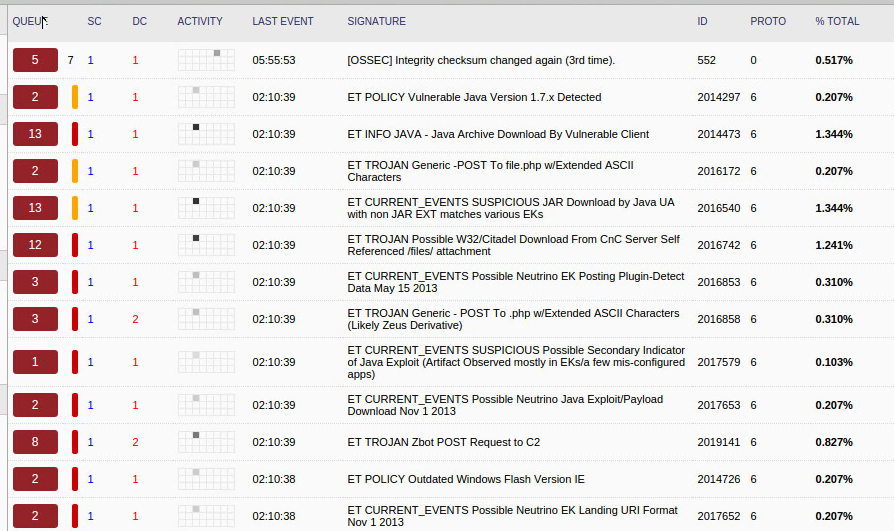 QUEUE SC DC ACTIVITY LAST EVENT SIGNATURE ID PROTO % TOTAL
5 7 1 1 05:55:53 [OSSEC] Integrity checksum changed again (3rd time). 552 0 0.517%
2 1 1 02:10:39 ET POLICY Vulnerable Java Version 1.7.x Detected 2014297 6 0.207%
13 1 1 02:10:39 ET INFO JAVA - Java Archive Download By Vulnerable Client 2014473 6 1.344%
2 1 1 02:10:39 ET TROJAN Generic -POST To file.php w/Extended ASCII 2016172 6 0.207%
Characters
13 1 1 02:10:39 ET CURRENT_EVENTS SUSPICIOUS JAR Download by Java UA 2016540 6 1.344%
with non JAR EXT matches various EKs
12 1 1 02:10:39 ET TROJAN Possible W32/Citadel Download From CnC Server Self 2016742 6 1.241%
Referenced /files/ attachment
3 1 1 02:10:39 ET CURRENT_EVENTS Possible Neutrino EK Posting Plugin-Detect 2016853 6 0.310%
Data May 15 2013
3 1 2 02:10:39 ET TROJAN Generic - POST To .php w/Extended ASCII Characters 2016858 6 0.310%
(Likely Zeus Derivative)
1 1 1 02:10:39 ET CURRENT_EVENTS SUSPICIOUS Possible Secondary Indicator 2017579 6 0.103%
of Java Exploit (Artifact Observed mostly in EKs/a few mis-configured
apps)
2 1 1 02:10:39 ET CURRENT_EVENTS Possible Neutrino Java Exploit/Payload 2017653 6 0.207%
Download Nov 1 2013
8 1 2 02:10:39 ET TROJAN Zbot POST Request to C2 2019141 6 0.827%
2 1 1 02:10:38 ET POLICY Outdated Windows Flash Version IE 2014726 6 0.207%
2 1 1 02:10:38 ET CURRENT_EVENTS Possible Neutrino EK Landing URI Format 2017652 6 0.207%
Nov 1 2013